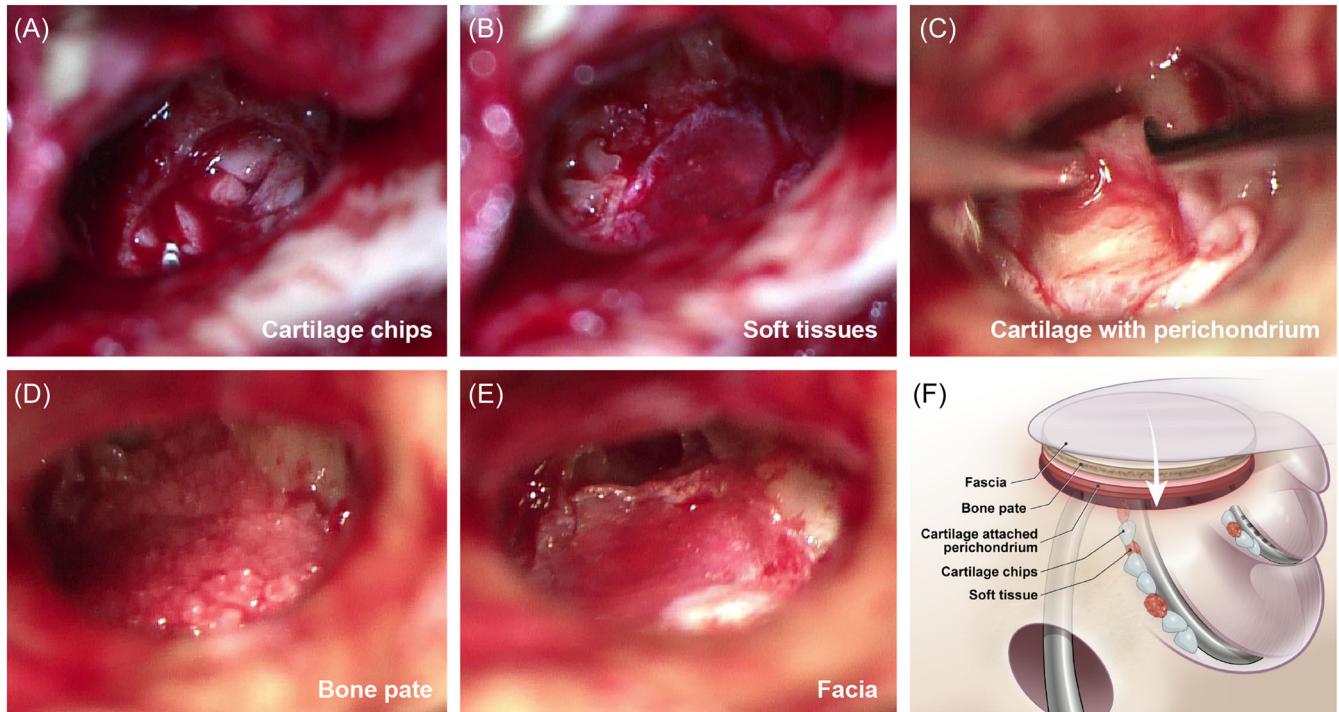 (A)
Cartilage chips
(B)
Soft tissues
(C)
Cartilage with perichondrium
(D)
Bone pate
(E)
Facia
(F)
Fascia
Bone pate
Cartilage attached
perichondrium
Cartilage chips
Soft tissue